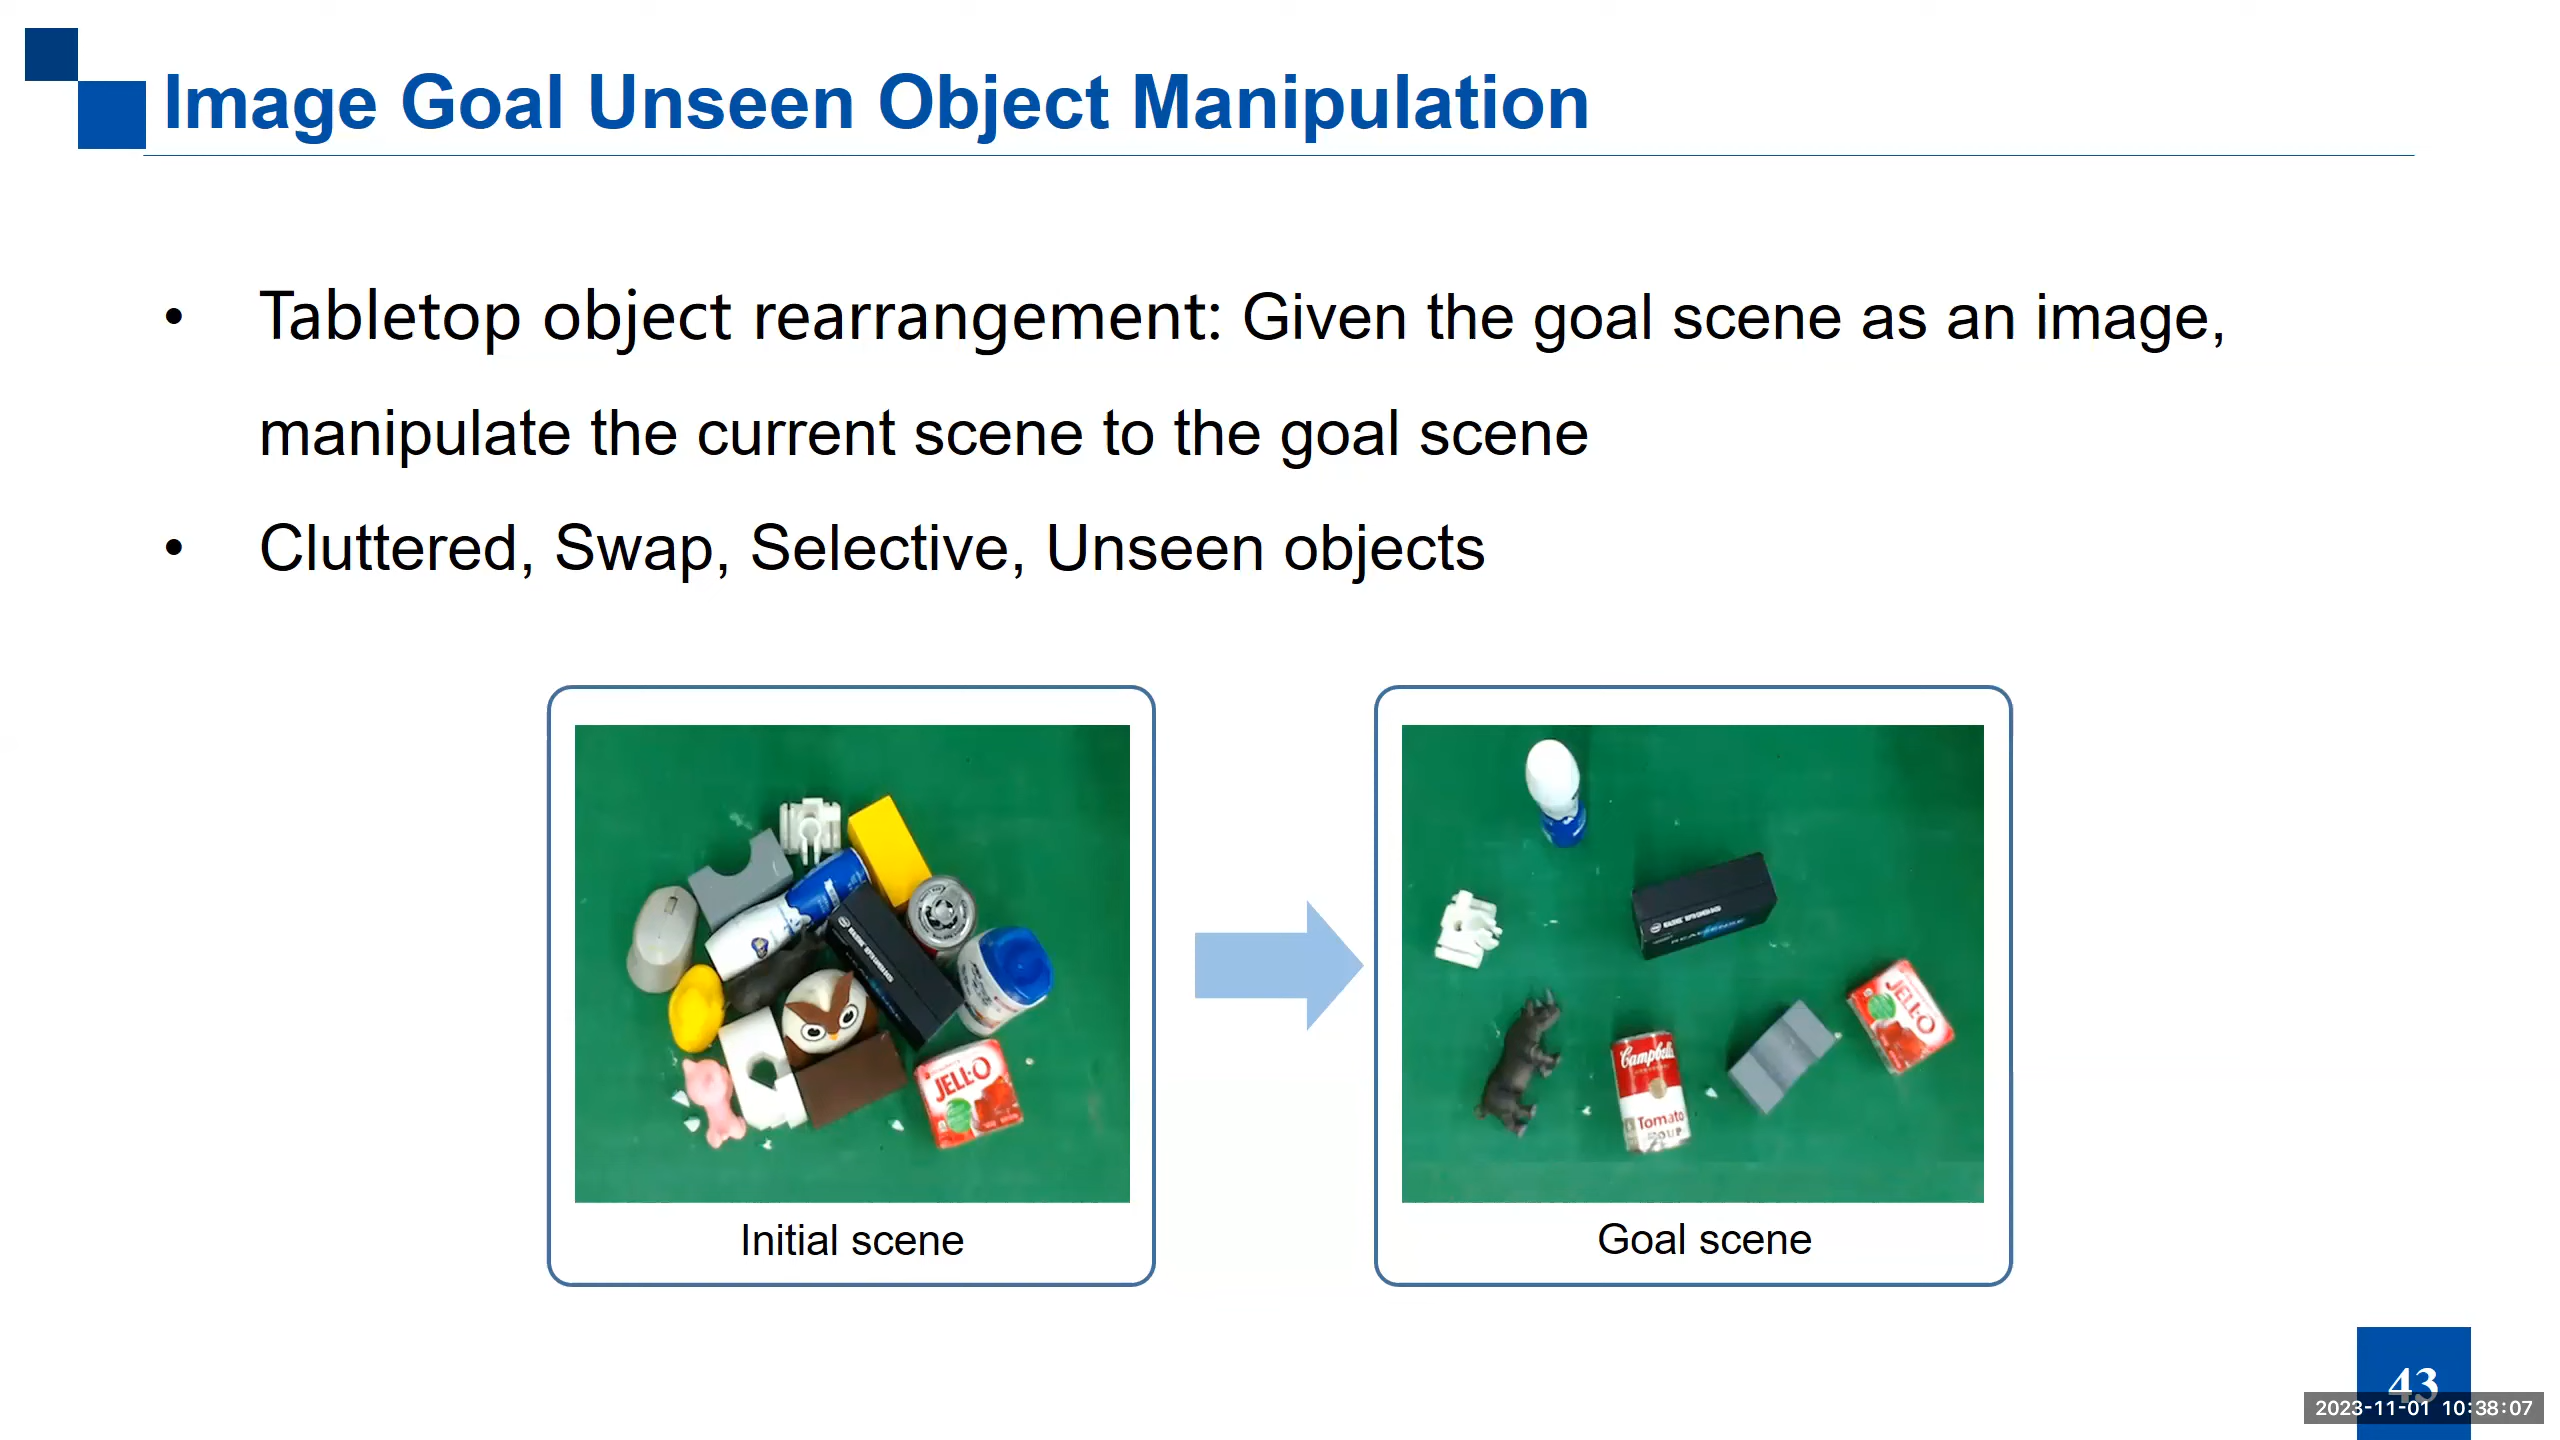 Image Goal Unseen Object Manipulation
• Tabletop object rearrangement: Given the goal scene as an image,
manipulate the current scene to the goal scene
• Cluttered, Swap, Selective, Unseen objects
JELL-O
Campbell's
Tomato
SOUP
JELL-O
Initial scene
Goal scene
43
2023-11-01 10:38:07